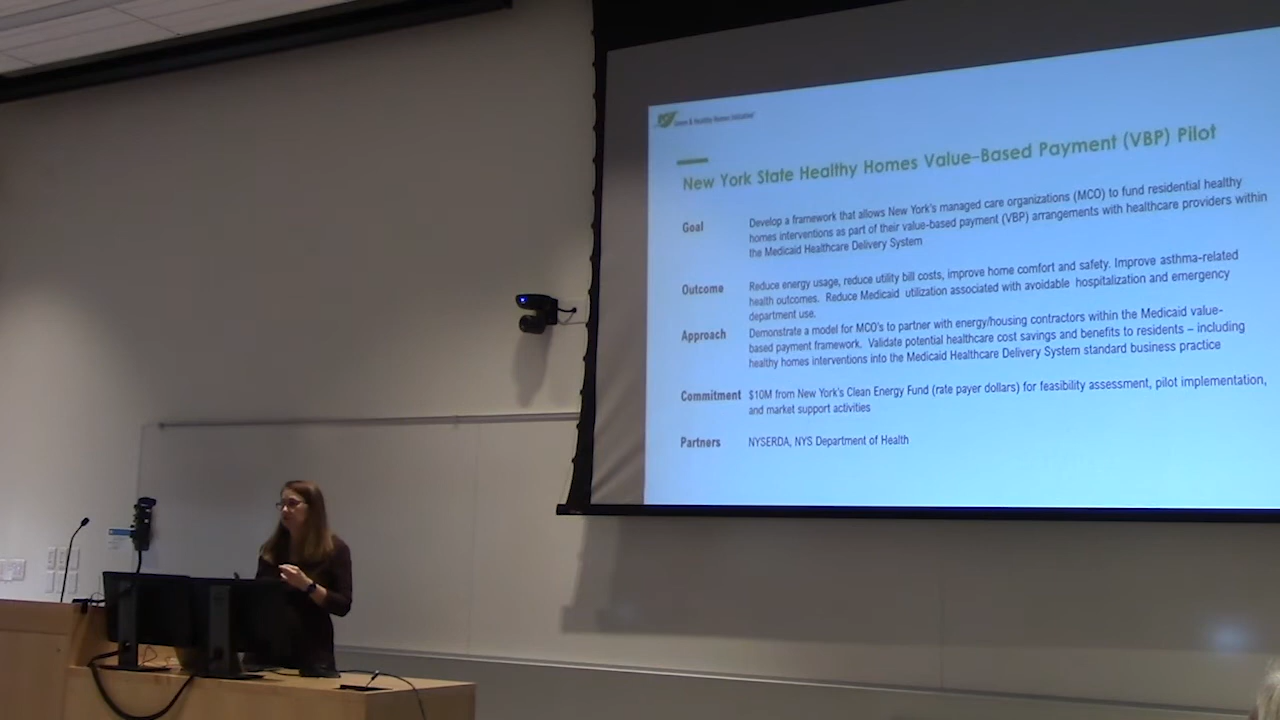 Green & Healthy Homes Initiative
New York State Healthy Homes Value-Based Payment (VBP) Pilot
Goal
Develop a framework that allows New York's managed care organizations (MCO) to fund residential healthy
homes interventions as part of their value-based payment (VBP) arrangements with healthcare providers within
the Medicaid Healthcare Delivery System
Outcome
Reduce energy usage, reduce utility bill costs, improve home comfort and safety. Improve asthma-related
health outcomes. Reduce Medicaid utilization associated with avoidable hospitalization and emergency
department use.
Approach
Demonstrate a model for MCO's to partner with energy/housing contractors within the Medicaid value-
based payment framework. Validate potential healthcare cost savings and benefits to residents – including
healthy homes interventions into the Medicaid Healthcare Delivery System standard business practice
Commitment
$10M from New York's Clean Energy Fund (rate payer dollars) for feasibility assessment, pilot implementation,
and market support activities
Partners
NYSERDA, NYS Department of Health